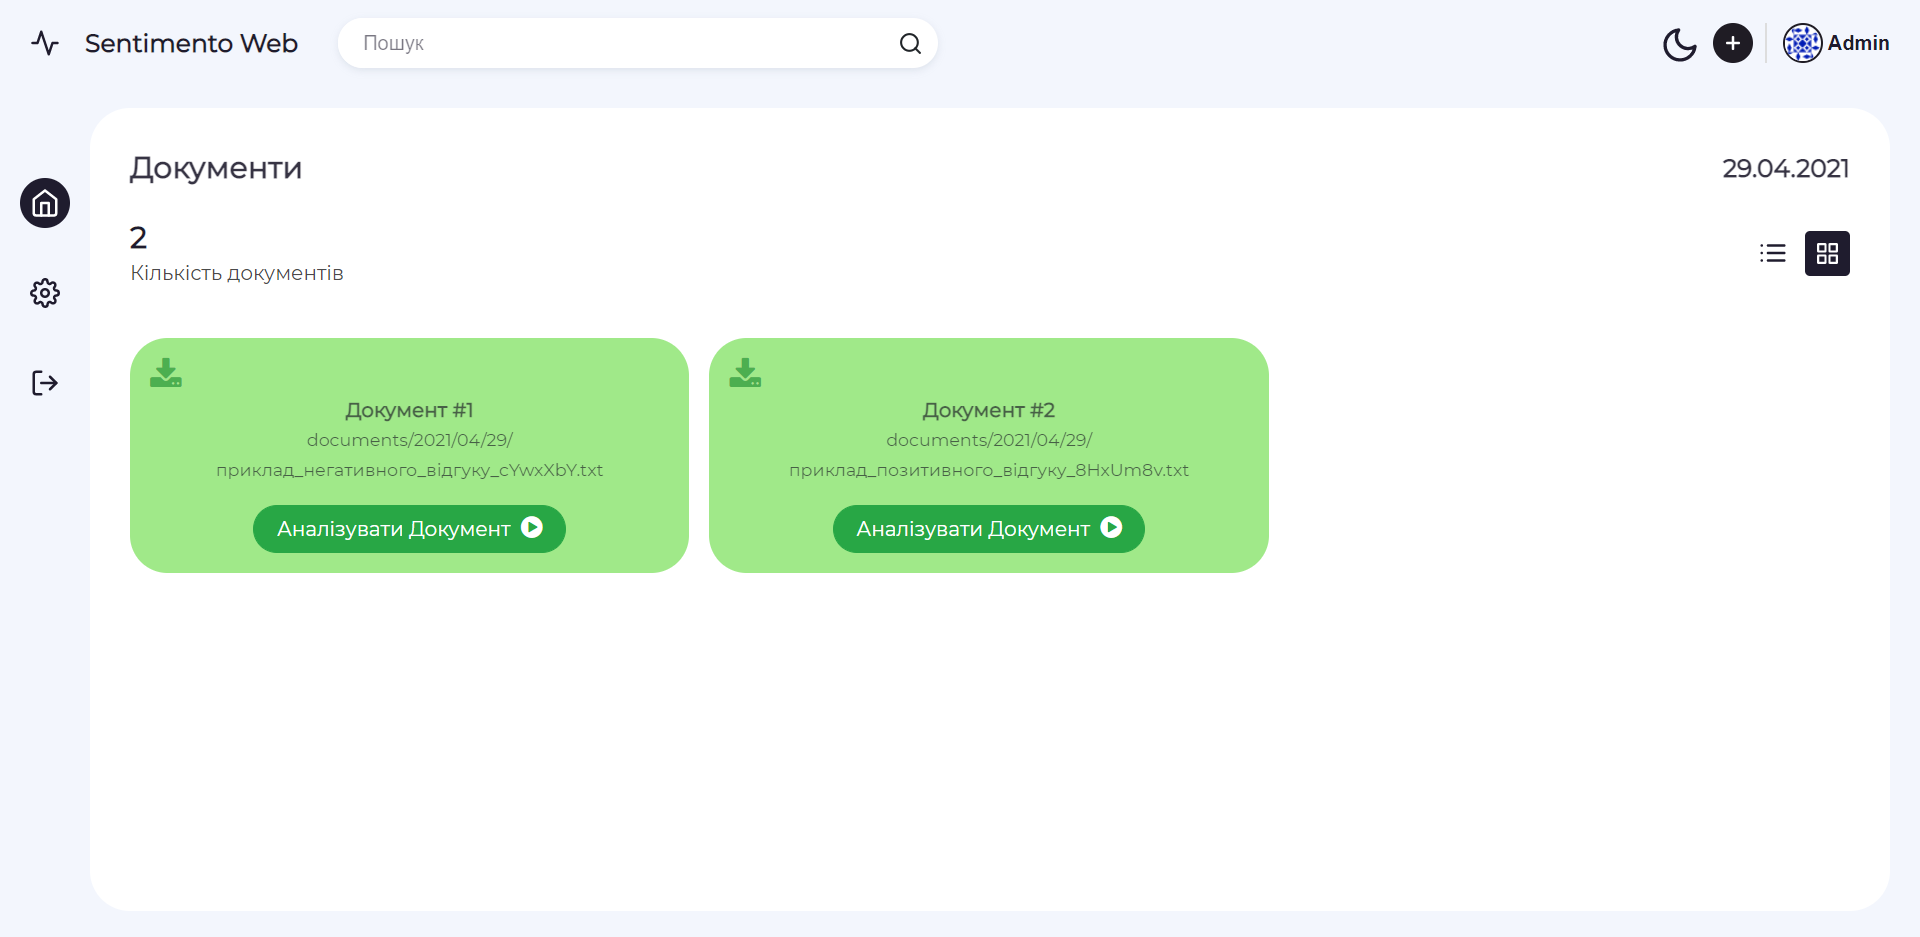 Sentimento Web
Пошук
Admin
Документи
29.04.2021
2
Кількість документів
Документ #1
documents/2021/04/29/
приклад_негативного_відгуку_cYwxXbY.txt
Аналізувати Документ
Документ #2
documents/2021/04/29/
приклад_позитивного_відгуку_8HxUm8v.txt
Аналізувати Документ